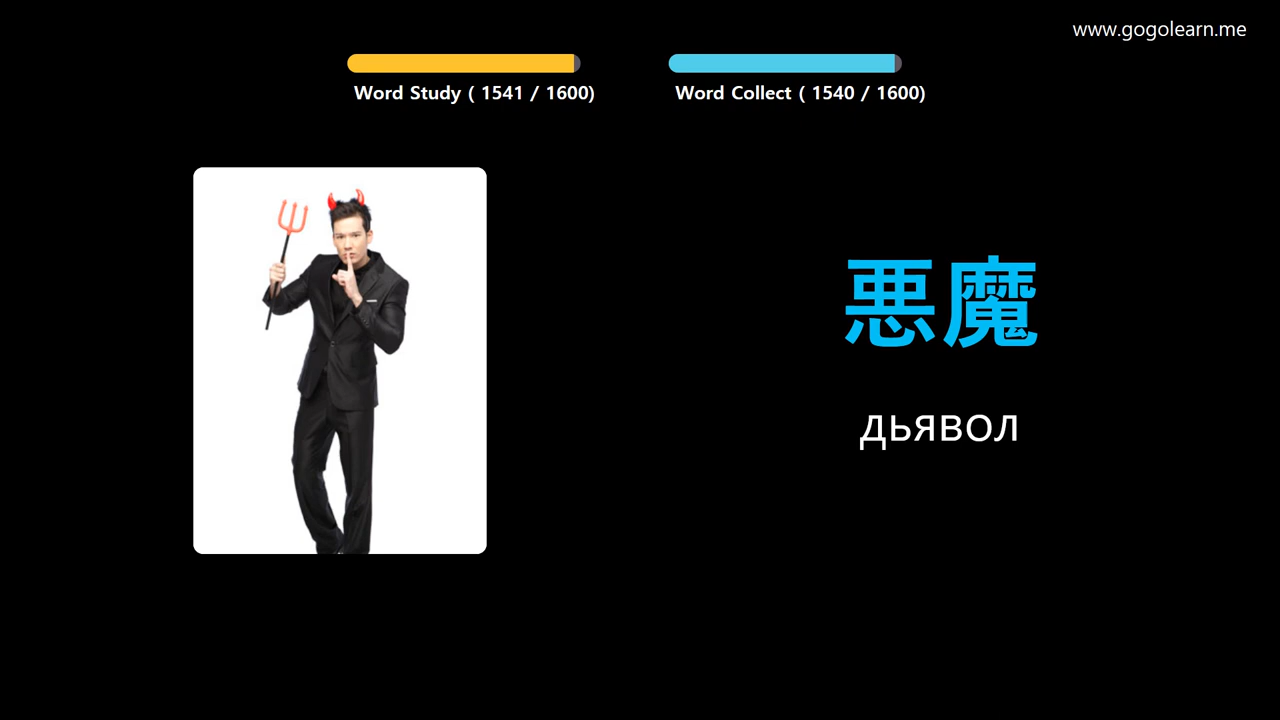 www.gogolearn.me
Word Study ( 1541 / 1600)
Word Collect ( 1540 / 1600)
悪魔
дьявол